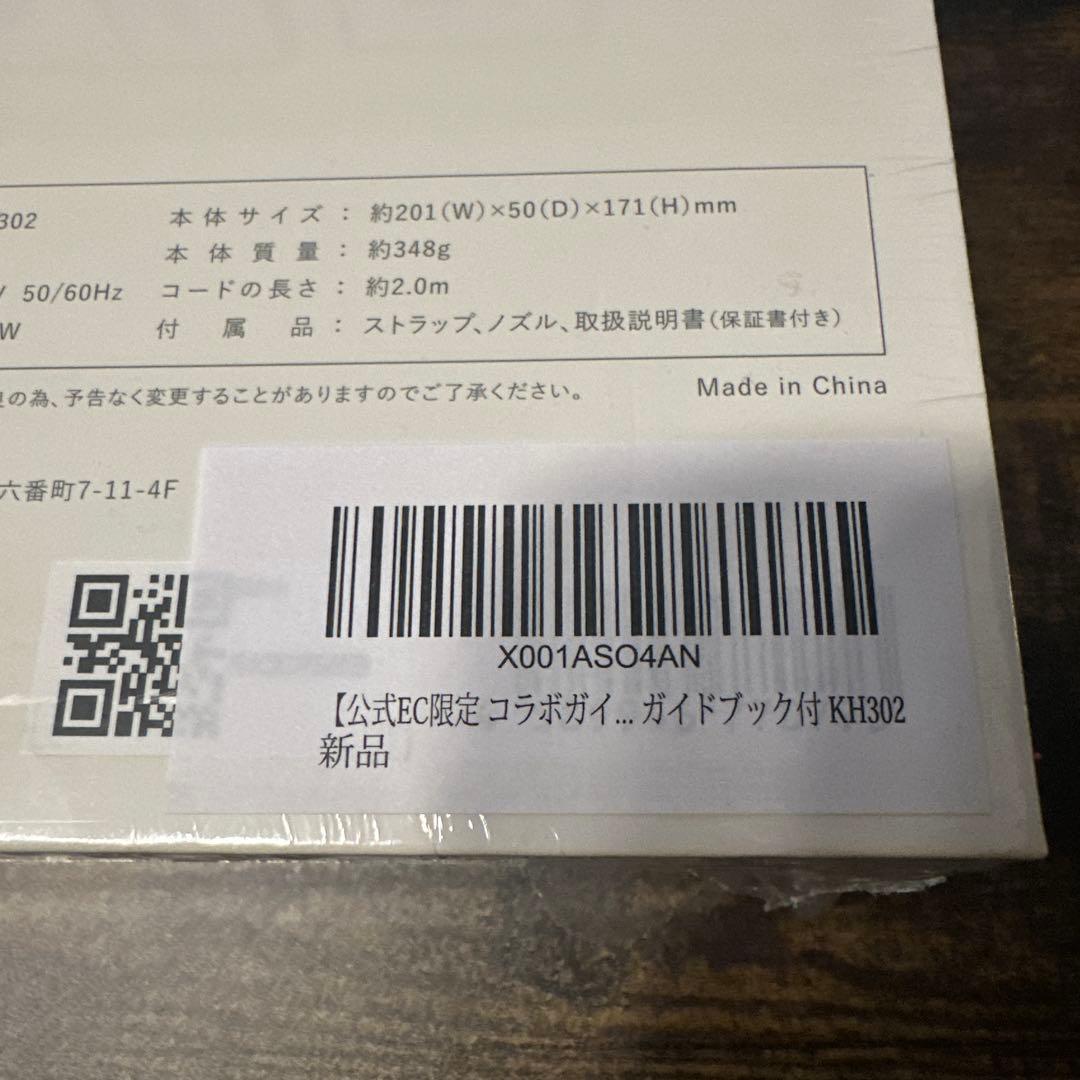 302
本体サイズ：約201(W)×50(D)×171(H)mm
本体質量：約348g
50/60Hz
コードの長さ：約2.0m
W
付属品：ストラップ、ノズル、取扱説明書(保証書付き)
の為、予告なく変更することがありますのでご了承ください。
Made in China
六番町7-11-4F
X001ASO4AN
【公式EC限定 コラボガイ... ガイドブック付 KH302
新品